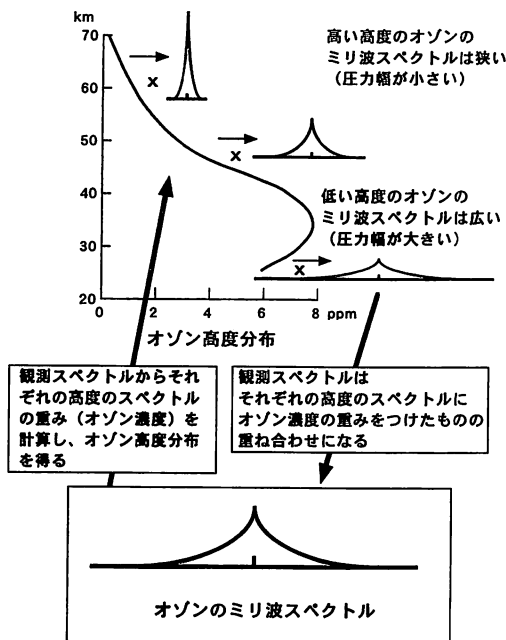 km
70
60
50
40
30
20
0
2
4
6
8
ppm
x
x
x
高い高度のオゾンの
ミリ波スペクトルは狭い
（圧力幅が小さい）
低い高度のオゾンの
ミリ波スペクトルは広い
（圧力幅が大きい）
オゾン高度分布
観測スペクトルからそれ
ぞれの高度のスペクトル
の重み（オゾン濃度）を
計算し、オゾン高度分布
を得る
観測スペクトルは
それぞれの高度のスペクトルに
オゾン濃度の重みをつけたものの
重ね合わせになる
オゾンのミリ波スペクトル